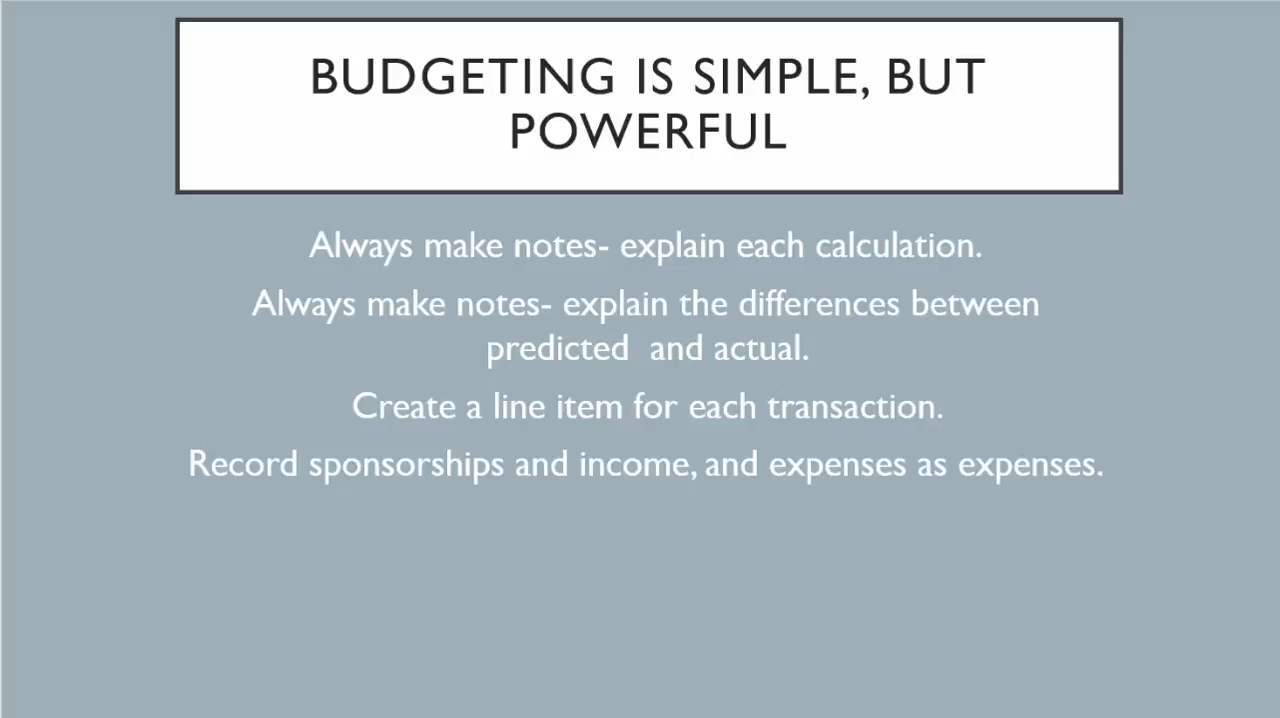 BUDGETING IS SIMPLE, BUT
POWERFUL
Always make notes- explain each calculation.
Always make notes- explain the differences between
predicted  and actual.
Create a line item for each transaction.
Record sponsorships and income, and expenses as expenses.